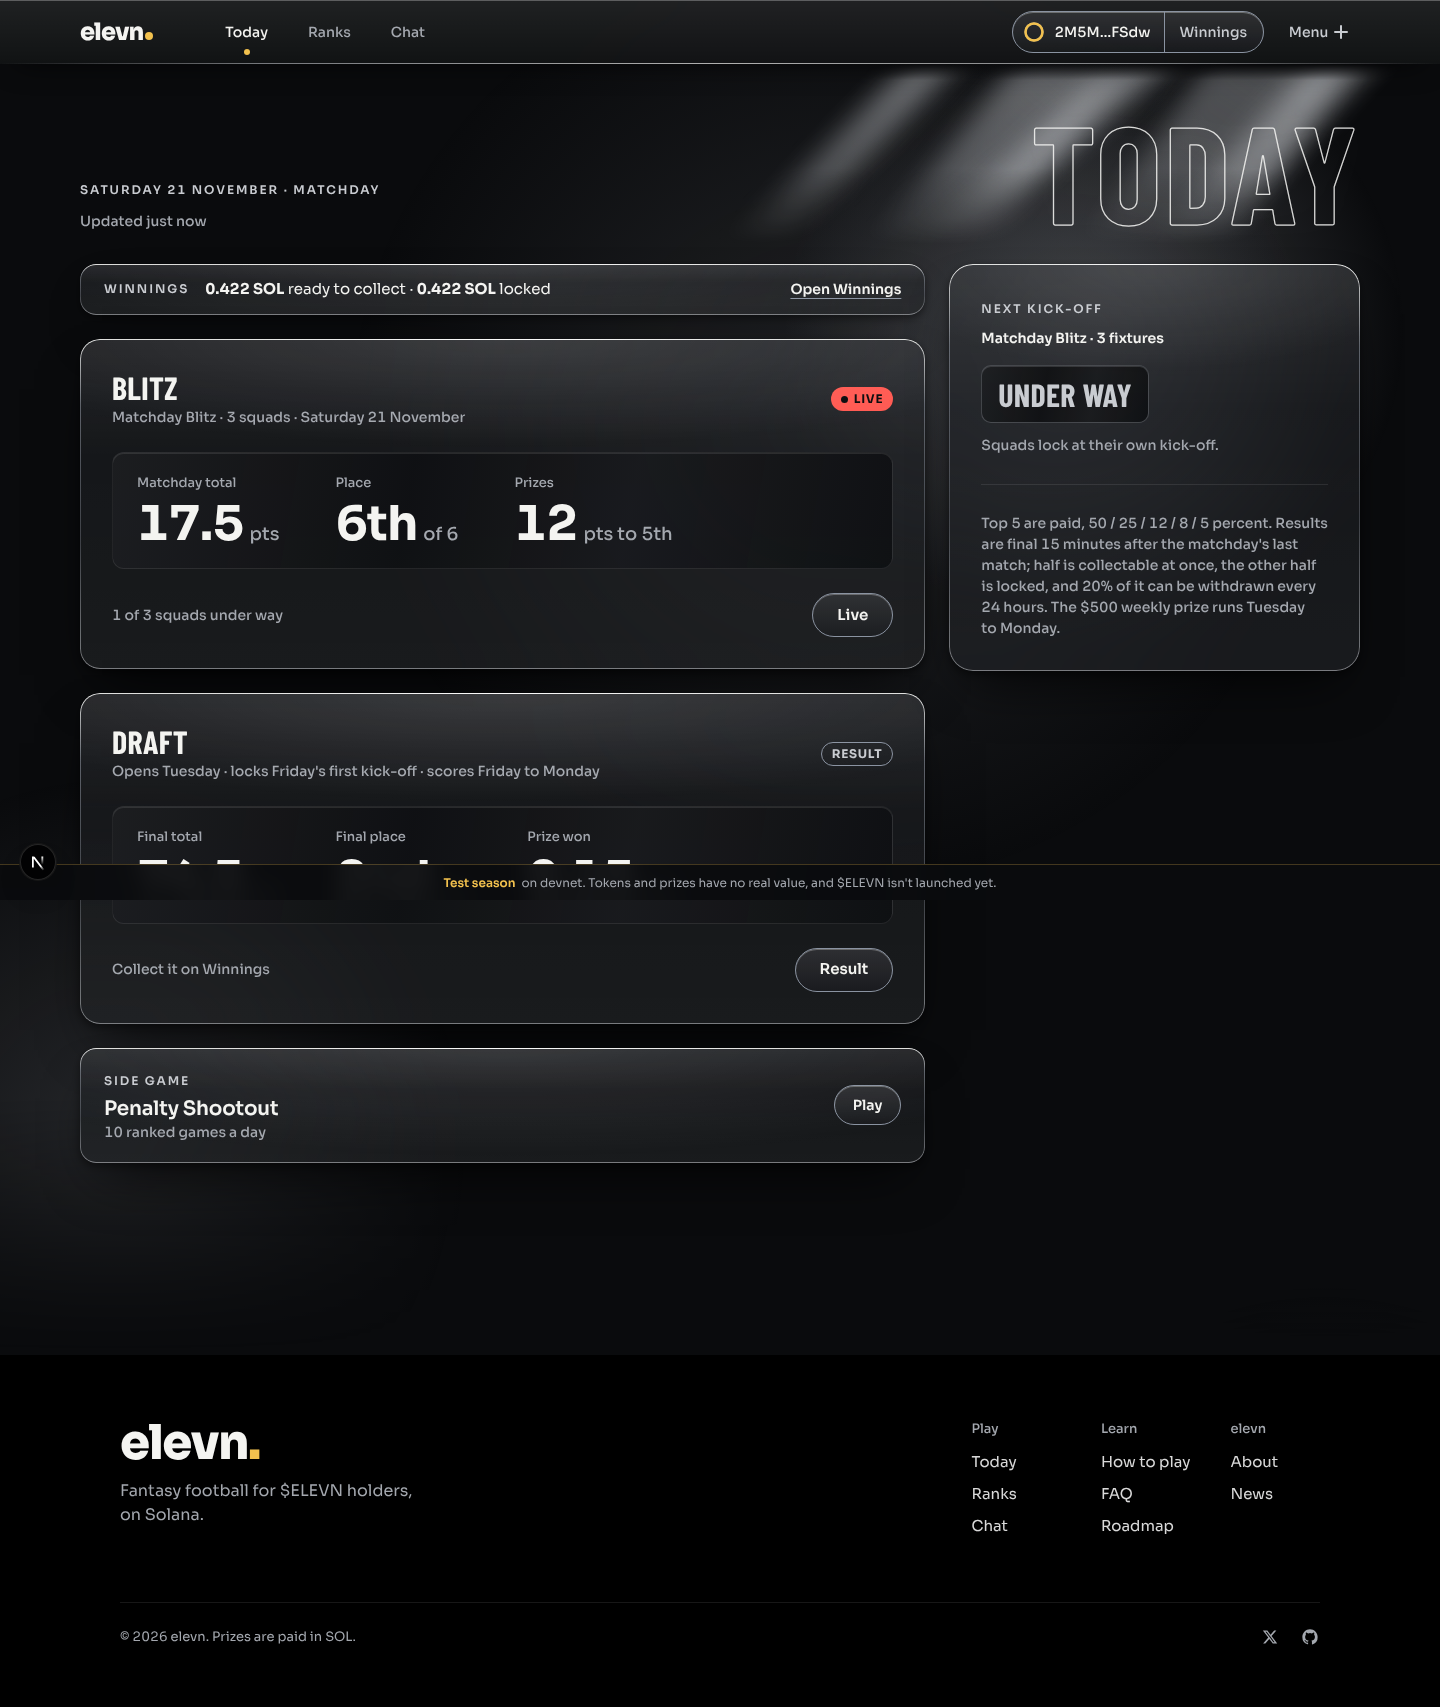 elevn.
Today
Ranks
Chat
2M5M...FSdw
Winnings
Menu
TODAY
SATURDAY 21 NOVEMBER · MATCHDAY
Updated just now
WINNINGS 0.422 SOL ready to collect · 0.422 SOL locked
Open Winnings
BLITZ
Matchday Blitz · 3 squads · Saturday 21 November
LIVE
Matchday total
17.5 pts
Place
6th of 6
Prizes
12 pts to 5th
1 of 3 squads under way
Live
NEXT KICK-OFF
Matchday Blitz · 3 fixtures
UNDER WAY
Squads lock at their own kick-off.
Top 5 are paid, 50 / 25 / 12 / 8 / 5 percent. Results
are final 15 minutes after the matchday's last
match; half is collectable at once, the other half
is locked, and 20% of it can be withdrawn every
24 hours. The $500 weekly prize runs Tuesday
to Monday.
DRAFT
Opens Tuesday · locks Friday's first kick-off · scores Friday to Monday
RESULT
Final total
Final place
Prize won
N
Test season on devnet. Tokens and prizes have no real value, and $ELEVN isn't launched yet.
Collect it on Winnings
Result
SIDE GAME
Penalty Shootout
10 ranked games a day
Play
elevn.
Fantasy football for $ELEVN holders,
on Solana.
Play
Today
Ranks
Chat
Learn
How to play
FAQ
Roadmap
elevn
About
News
© 2026 elevn. Prizes are paid in SOL.